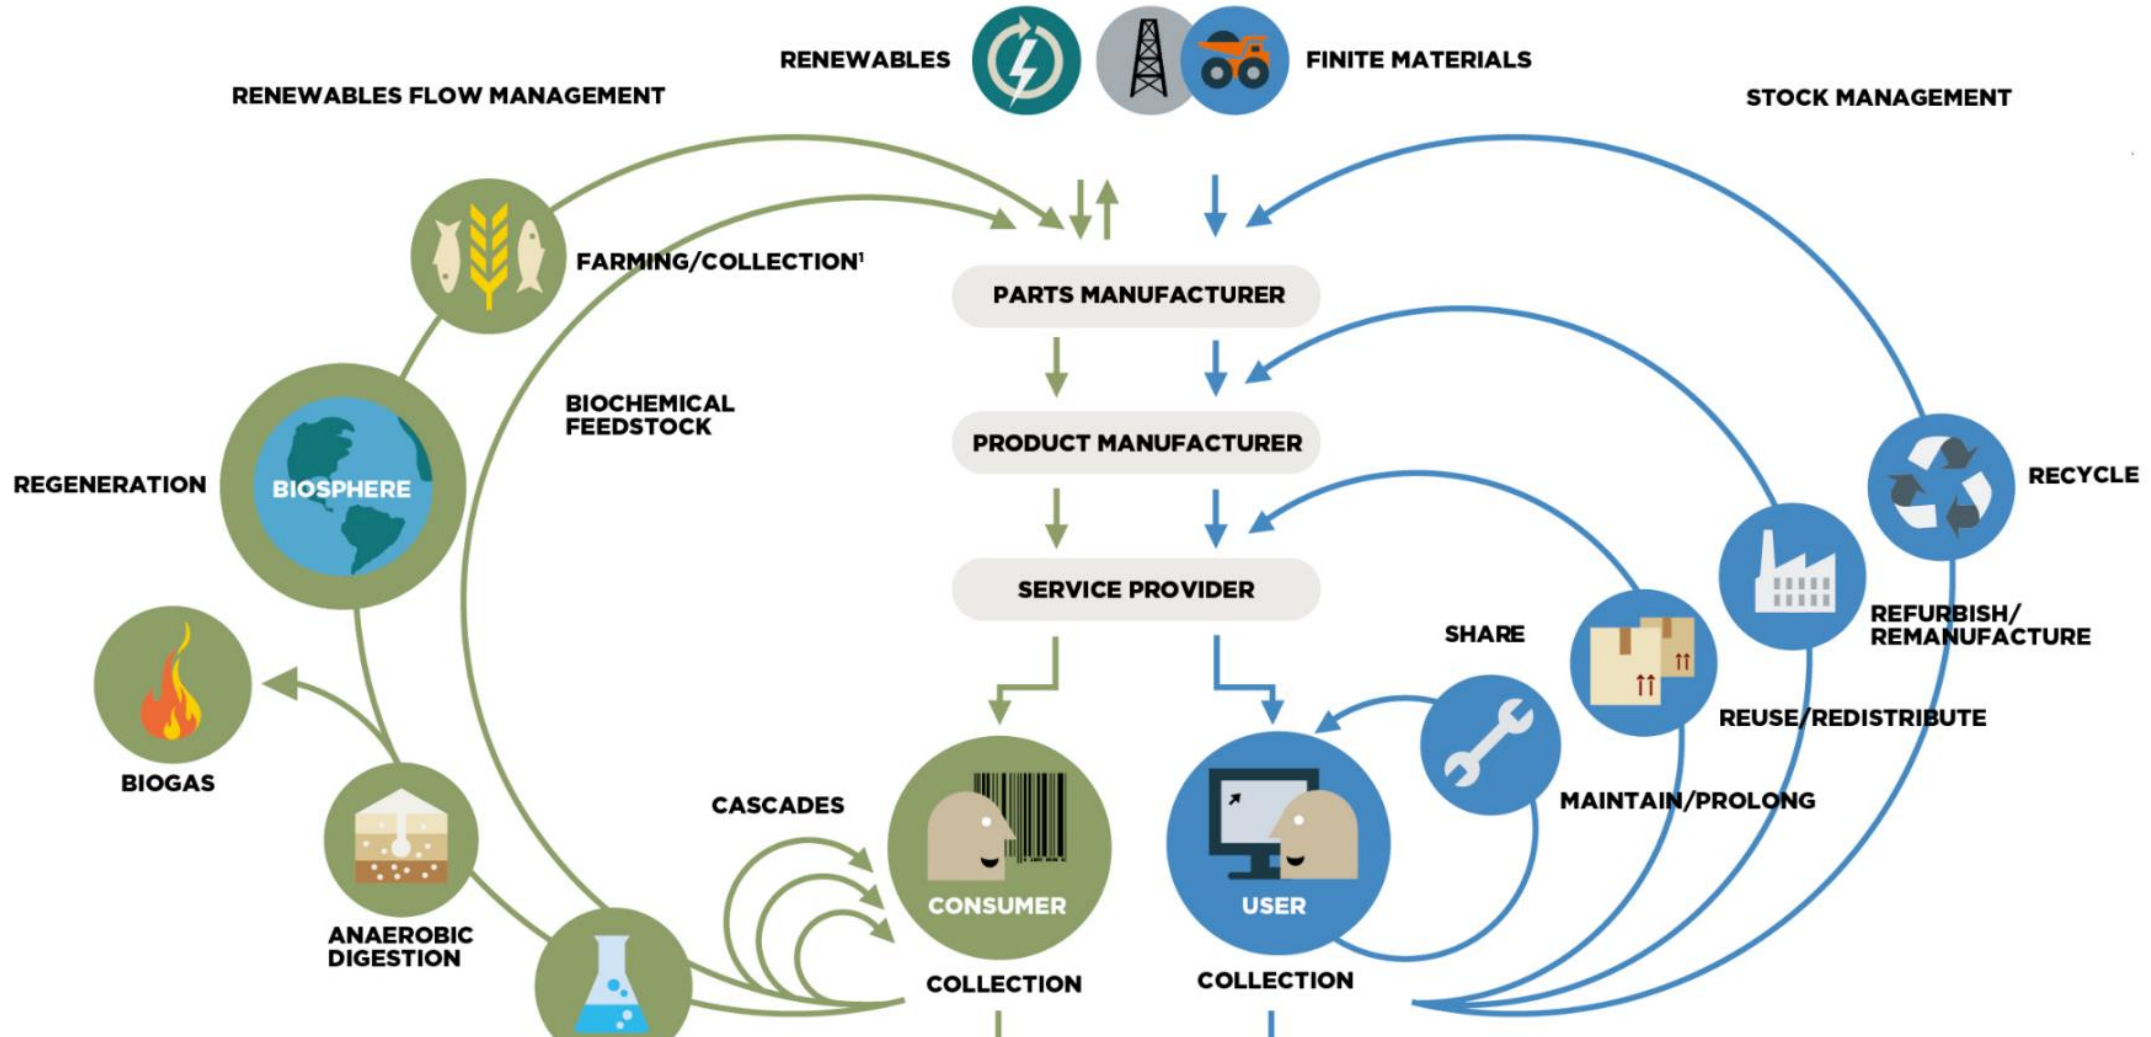 RENEWABLES
FINITE MATERIALS
RENEWABLES FLOW MANAGEMENT
STOCK MANAGEMENT
FARMING/COLLECTION¹
PARTS MANUFACTURER
BIOCHEMICAL
FEEDSTOCK
PRODUCT MANUFACTURER
REGENERATION
BIOSPHERE
RECYCLE
SERVICE PROVIDER
SHARE
REFURBISH/
REMANUFACTURE
REUSE/REDISTRIBUTE
BIOGAS
CASCADES
MAINTAIN/PROLONG
CONSUMER
USER
ANAEROBIC
DIGESTION
COLLECTION
COLLECTION